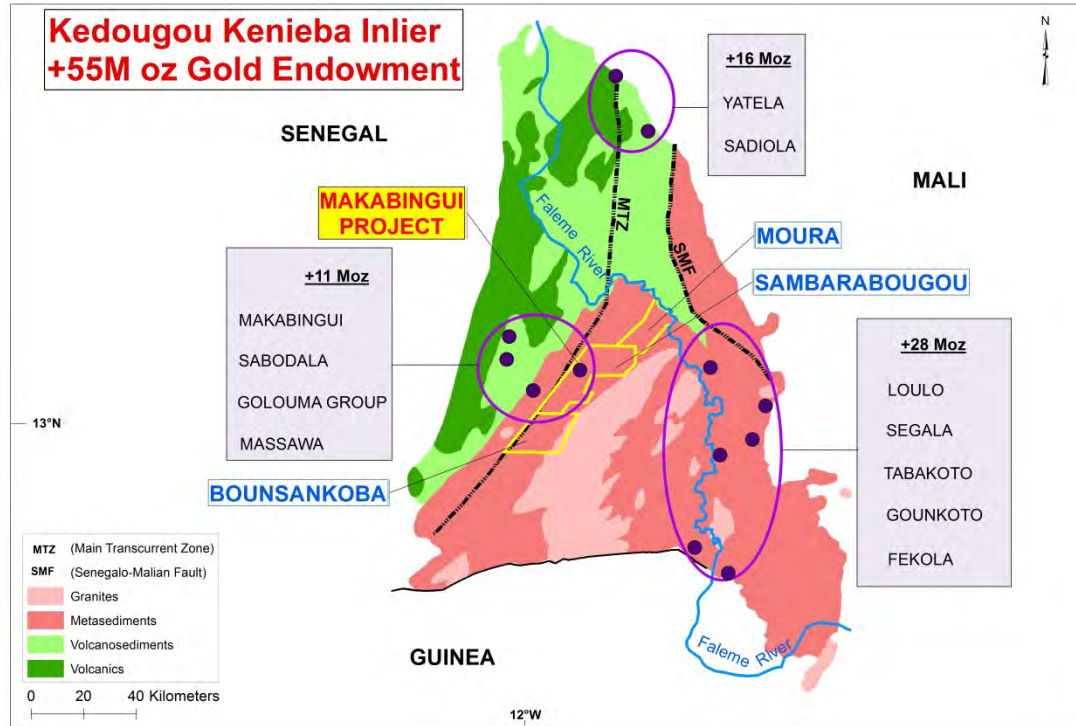 Kedougou Kenieba Inlier
+55M oz Gold Endowment
N
+16 Moz
YATELA
SADIOLA
SENEGAL
MALI
MAKABINGUI
PROJECT
Faleme River
MTZ
SMF
MOURA
SAMBARABOUGOU
+11 Moz
MAKABINGUI
SABODALA
GOLOUMA GROUP
MASSAWA
+28 Moz
LOULO
SEGALA
TABAKOTO
GOUNKOTO
FEKOLA
13°N
BOUNSANKOBA
MTZ (Main Transcurrent Zone)
SMF (Senegalo-Malian Fault)
Granites
Metasediments
Volcanosediments
Volcanics
0 20 40 Kilometers
GUINEA
Faleme River
12°W